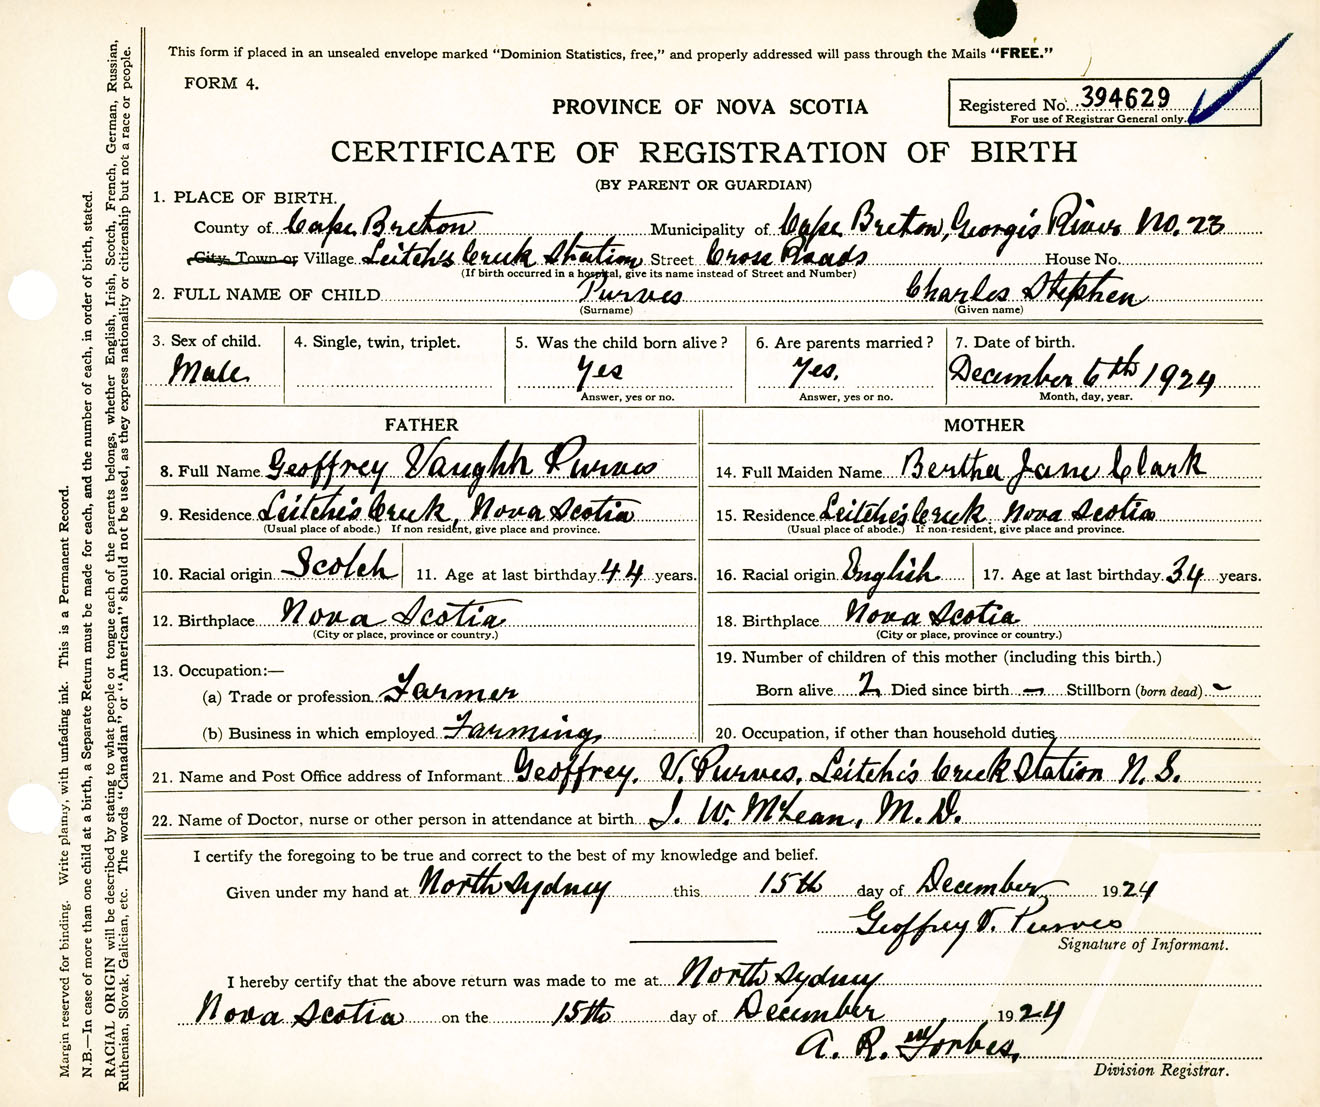 This form if placed in an unsealed envelope marked "Dominion Statistics, free," and properly addressed will pass through the Mails "FREE."
FORM 4.
PROVINCE OF NOVA SCOTIA
Registered No. 394629
For use of Registrar General only.
CERTIFICATE OF REGISTRATION OF BIRTH
(BY PARENT OR GUARDIAN)
1. PLACE OF BIRTH.
County of Cape Breton Municipality of Cape Breton, Georges River No. 23
City, Town or Village Leitch's Creek Station Street Cross Roads House No.
(If birth occurred in a hospital, give its name instead of Street and Number)
2. FULL NAME OF CHILD Purves Charles Stephen
(Surname) (Given name)
3. Sex of child. 4. Single, twin, triplet. 5. Was the child born alive? 6. Are parents married? 7. Date of birth.
Male Yes Yes. December 6th 1924
Answer, yes or no. Answer, yes or no. Month, day, year.
FATHER MOTHER
8. Full Name Geoffrey Vaughn Purves 14. Full Maiden Name Bertha Jane Clark
9. Residence Leitche's Creek, Nova Scotia 15. Residence Leitche's Creek Nova Scotia
(Usual place of abode.) If non resident, give place and province. (Usual place of abode.) If non-resident, give place and province.
10. Racial origin Scotch 11. Age at last birthday 44 years. 16. Racial origin English 17. Age at last birthday 34 years.
12. Birthplace Nova Scotia 18. Birthplace Nova Scotia
(City or place, province or country.) (City or place, province or country.)
13. Occupation:— 19. Number of children of this mother (including this birth.)
(a) Trade or profession Farmer Born alive 2 Died since birth — Stillborn (born dead) -
(b) Business in which employed Farming 20. Occupation, if other than household duties
21. Name and Post Office address of Informant Geoffrey. V. Purves, Leitche's Creek Station N. S.
22. Name of Doctor, nurse or other person in attendance at birth J. W. McLean, M. D.
I certify the foregoing to be true and correct to the best of my knowledge and belief.
Given under my hand at North Sydney this 15th day of December 1924
Geoffrey V. Purves
Signature of Informant.
I hereby certify that the above return was made to me at North Sydney
Nova Scotia on the 15th day of December 1924
A. R. Forbes,
Division Registrar.
Margin reserved for binding. Write plainly, with unfading ink. This is a Permanent Record.
N.B.—In case of more than one child at a birth, a Separate Return must be made for each, and the number of each, in order of birth, stated.
RACIAL ORIGIN will be described by stating to what people or tongue each of the parents belongs, whether English, Irish, Scotch, French, German, Russian,
Ruthenian, Slovak, Galician, etc. The words "Canadian" or "American" should not be used, as they express nationality or citizenship but not a race or people.